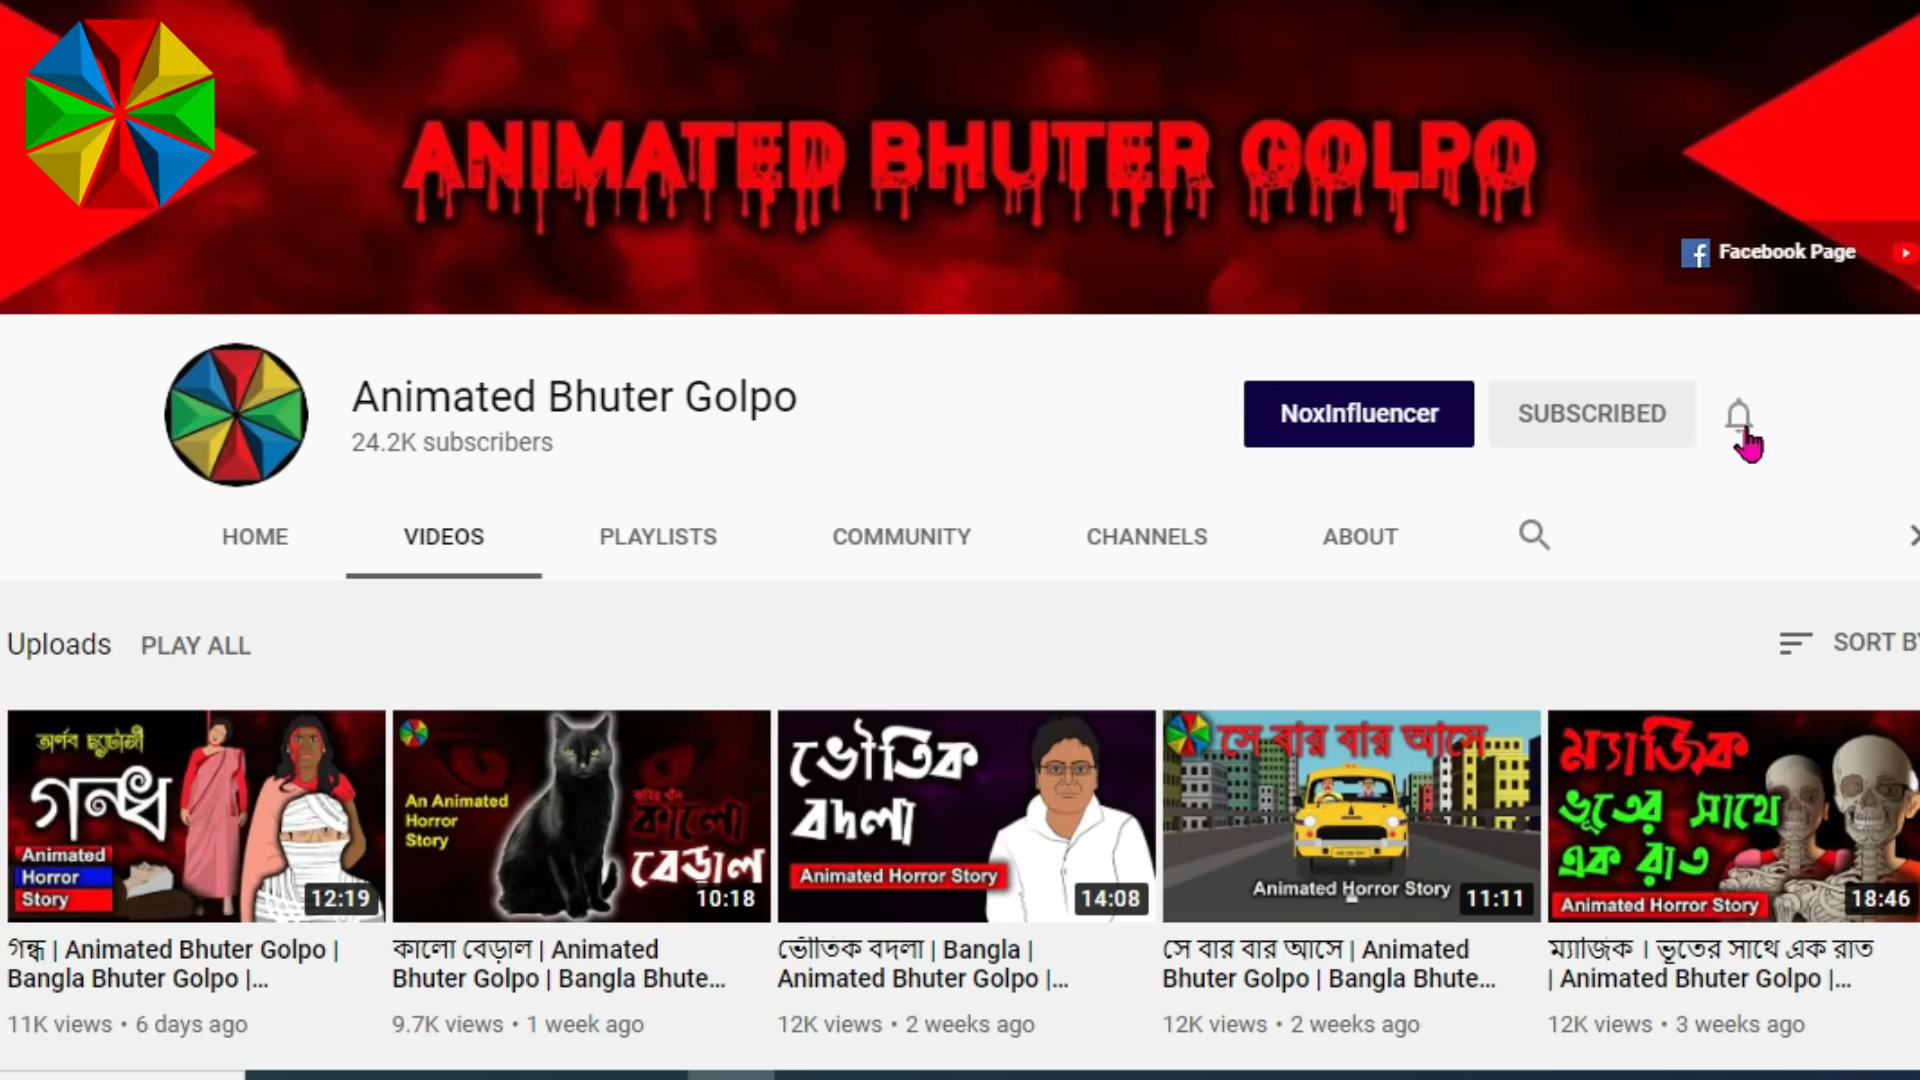 ANIMATED BHUTER GOLPO
Facebook Page
Animated Bhuter Golpo
24.2K subscribers
NoxInfluencer
SUBSCRIBED
HOME
VIDEOS
PLAYLISTS
COMMUNITY
CHANNELS
ABOUT
Uploads
PLAY ALL
SORT BY
অর্ণব চ্যাটার্জী
গন্ধ
Animated
Horror
Story
12:19
An Animated
Horror
Story
কালো
বেড়াল
10:18
ভৌতিক
বদলা
Animated Horror Story
14:08
সে বার বার আসে
Animated Horror Story
11:11
ম্যাজিক
ভূতের সাথে
এক রাত
Animated Horror Story
18:46
গন্ধ | Animated Bhuter Golpo |
Bangla Bhuter Golpo |...
11K views • 6 days ago
কালো বেড়াল | Animated
Bhuter Golpo | Bangla Bhute...
9.7K views • 1 week ago
ভৌতিক বদলা | Bangla |
Animated Bhuter Golpo |...
12K views • 2 weeks ago
সে বার বার আসে | Animated
Bhuter Golpo | Bangla Bhute...
12K views • 2 weeks ago
ম্যাজিক । ভূতের সাথে এক রাত
| Animated Bhuter Golpo |...
12K views • 3 weeks ago